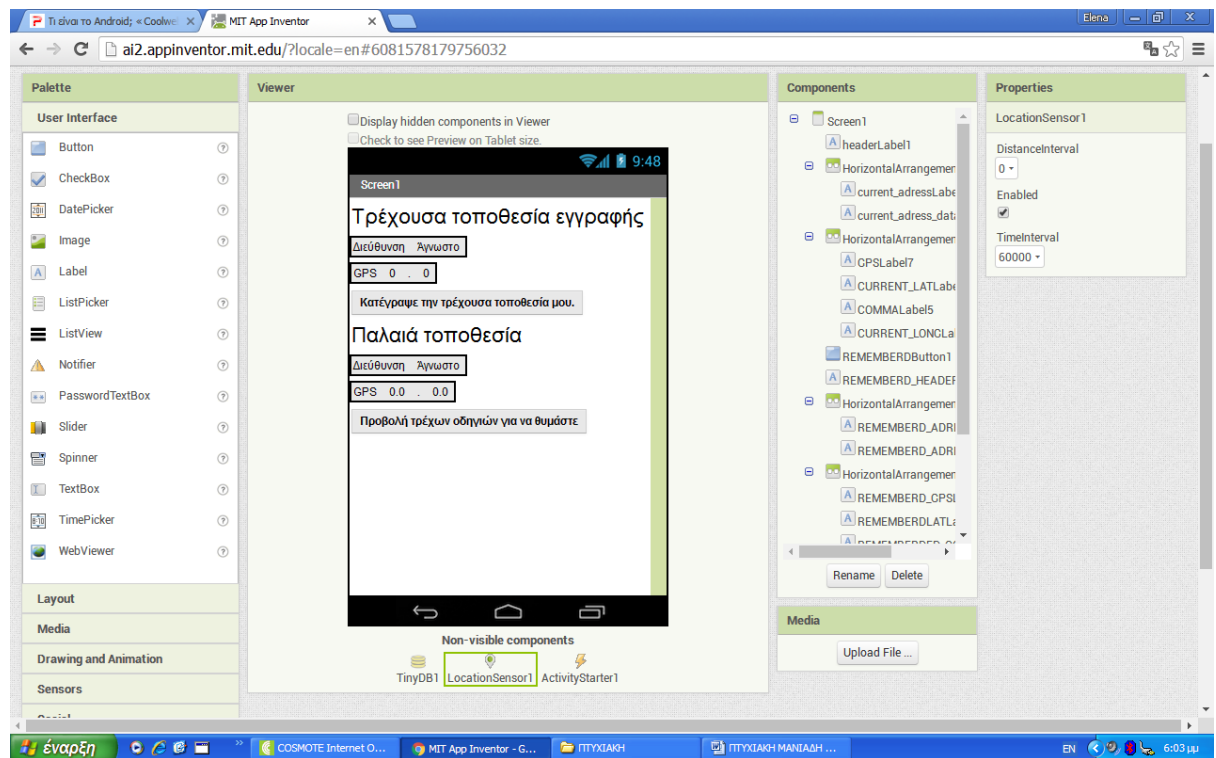 Τι είναι το Android; « Coolwe
MIT App Inventor
Elena
ai2.appinventor.mit.edu/?locale=en#6081578179756032
Palette
Viewer
Components
Properties
User Interface
Button
CheckBox
DatePicker
Image
Label
ListPicker
ListView
Notifier
PasswordTextBox
Slider
Spinner
TextBox
TimePicker
WebViewer
Layout
Media
Drawing and Animation
Sensors
Display hidden components in Viewer
Check to see Preview on Tablet size.
9:48
Screen1
Τρέχουσα τοποθεσία εγγραφής
Διεύθυνση Άγνωστο
GPS 0 . 0
Κατέγραψε την τρέχουσα τοποθεσία μου.
Παλαιά τοποθεσία
Διεύθυνση Άγνωστο
GPS 0.0 . 0.0
Προβολή τρέχων οδηγιών για να θυμάστε
Non-visible components
TinyDB1 LocationSensor1 ActivityStarter1
Screen1
headerLabel1
HorizontalArrangemer
current_adressLabe
current_adress_dat
HorizontalArrangemer
GPSLabel7
CURRENT_LATLabe
COMMALabel5
CURRENT_LONGLa
REMEMBERDButton1
REMEMBERD_HEADEF
HorizontalArrangemer
REMEMBERD_ADRI
REMEMBERD_ADRI
HorizontalArrangemer
REMEMBERD_GPSL
REMEMBERDLATLa
Rename Delete
Media
Upload File ...
LocationSensor1
DistanceInterval
0
Enabled
TimeInterval
60000
έναρξη
COSMOTE Internet O...
MIT App Inventor - G...
ΠΤΥΧΙΑΚΗ
ΠΤΥΧΙΑΚΗ ΜΑΝΙΑΔΗ ...
EN
6:03 μμ